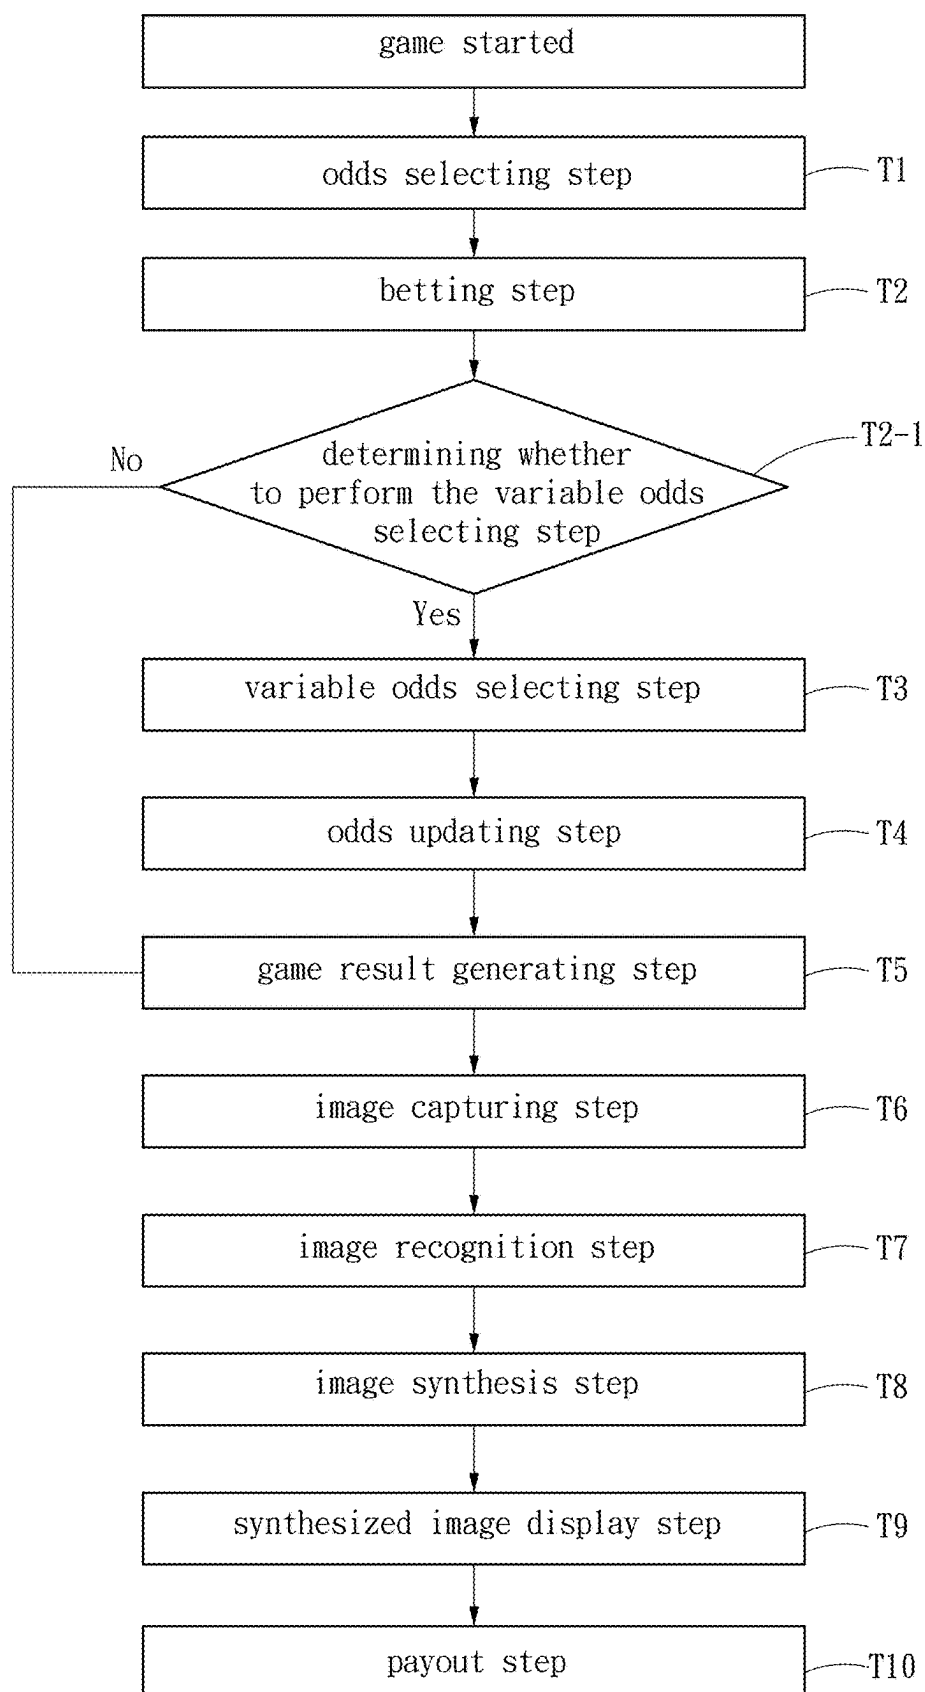 game started
odds selecting step
T1
betting step
T2
determining whether
to perform the variable odds
selecting step
T2-1
No
Yes
variable odds selecting step
T3
odds updating step
T4
game result generating step
T5
image capturing step
T6
image recognition step
T7
image synthesis step
T8
synthesized image display step
T9
payout step
T10